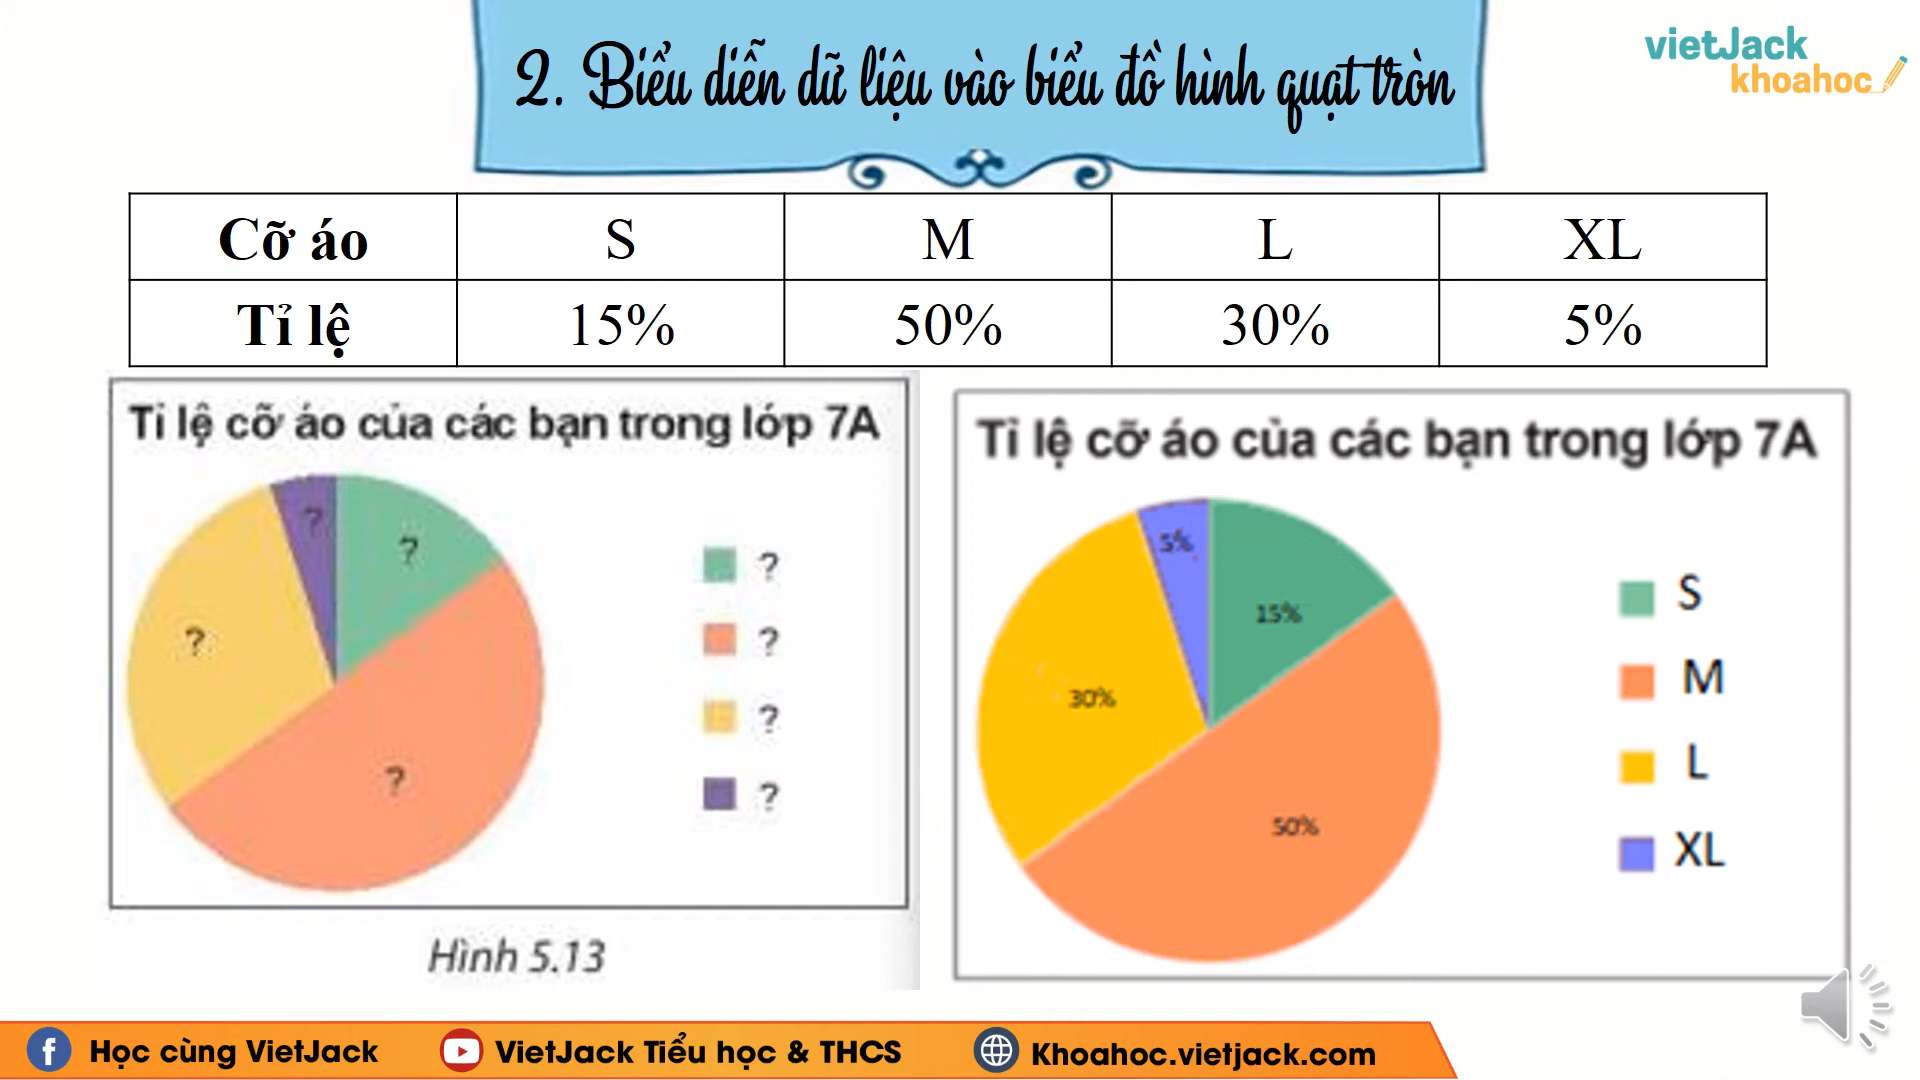 2. Biểu diễn dữ liệu vào biểu đồ hình quạt tròn
vietJack
khoahoc
Cỡ áo S M L XL
Tỉ lệ 15% 50% 30% 5%
Tỉ lệ cỡ áo của các bạn trong lớp 7A
?
?
?
?
?
?
?
?
Hình 5.13
Tỉ lệ cỡ áo của các bạn trong lớp 7A
5%
15%
30%
50%
S
M
L
XL
Học cùng VietJack
VietJack Tiểu học & THCS
Khoahoc.vietjack.com